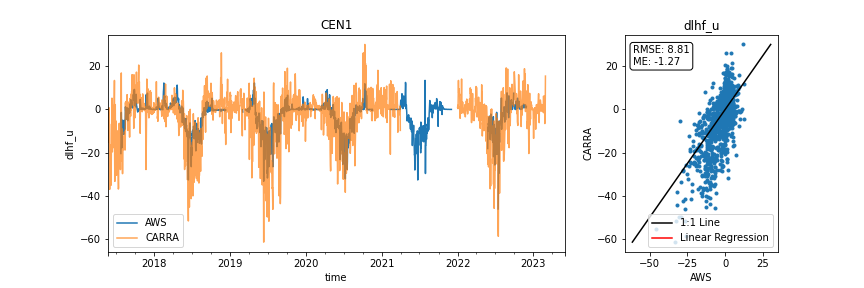 CEN1
dlhf_u
20
0
−20
−40
−60
2018
2019
2020
2021
2022
2023
time
AWS
CARRA
dlhf_u
RMSE: 8.81
ME: -1.27
CARRA
20
0
−20
−40
−60
−50
−25
0
25
AWS
1:1 Line
Linear Regression